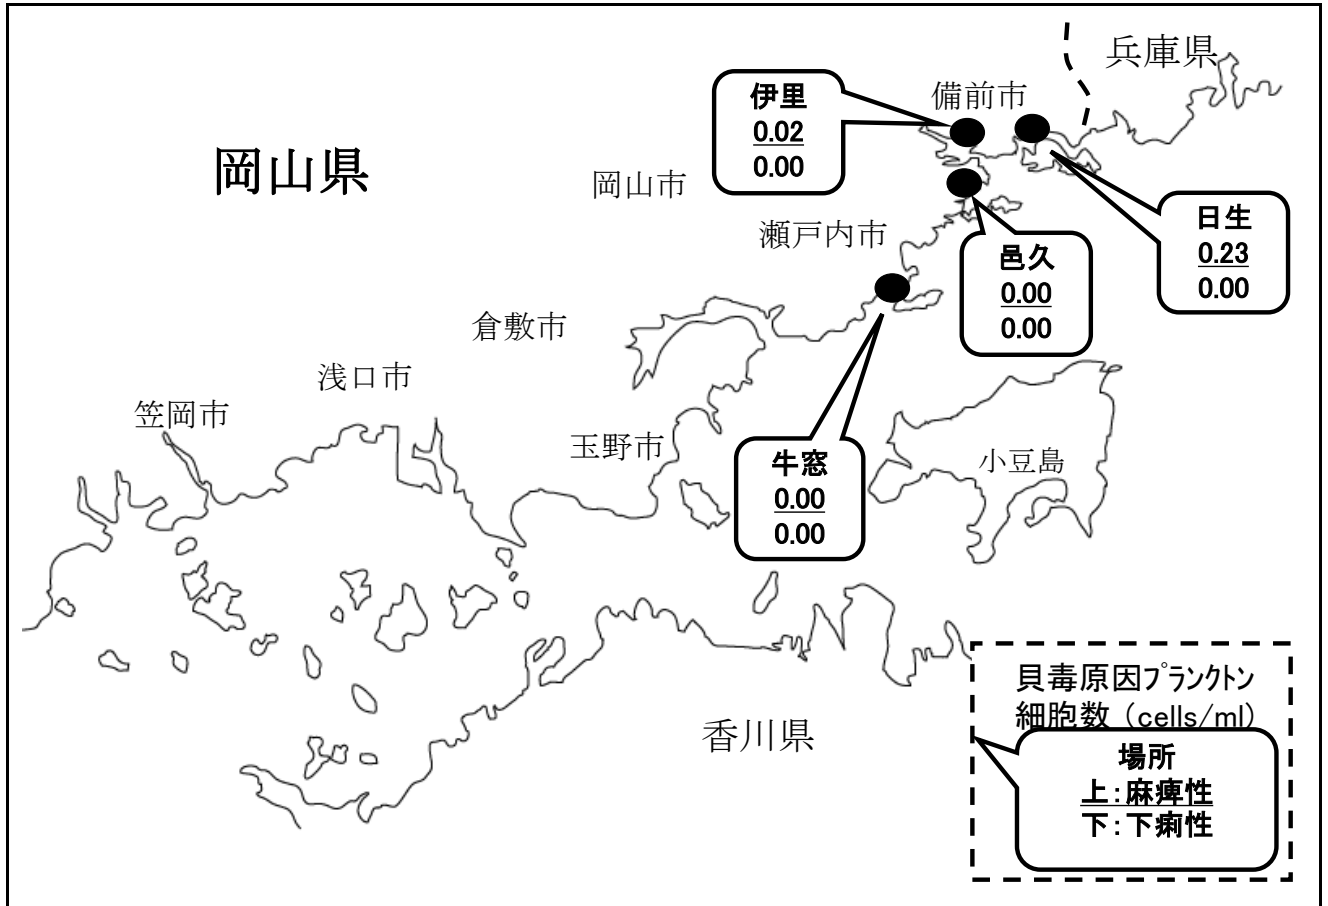 兵庫県
伊里
0.02
0.00
備前市
岡山県
岡山市
日生
0.23
0.00
瀬戸内市
邑久
0.00
0.00
倉敷市
浅口市
笠岡市
玉野市
牛窓
0.00
0.00
小豆島
香川県
貝毒原因プランクトン
細胞数 (cells/ml)
場所
上:麻痺性
下:下痢性